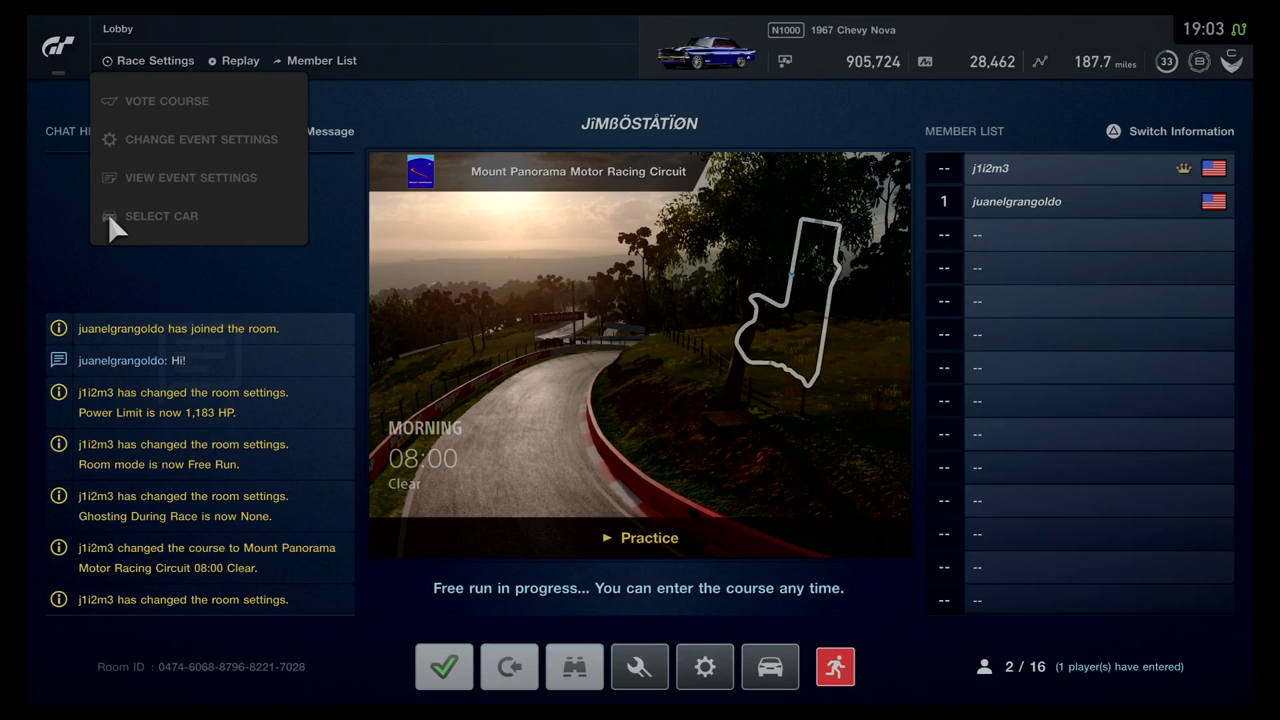 Lobby
N1000 1967 Chevy Nova
19:03
Race Settings Replay Member List
905,724 28,462 187.7 miles 33 B C
VOTE COURSE
CHANGE EVENT SETTINGS
VIEW EVENT SETTINGS
SELECT CAR
CHAT HI
Message
JïMßÖSTÅTÏØN
MEMBER LIST
Switch Information
Mount Panorama Motor Racing Circuit
-- j1i2m3
1 juanelgrangoldo
-- --
-- --
-- --
-- --
-- --
-- --
-- --
-- --
-- --
-- --
-- --
-- --
juanelgrangoldo has joined the room.
juanelgrangoldo: Hi!
j1i2m3 has changed the room settings.
Power Limit is now 1,183 HP.
j1i2m3 has changed the room settings.
Room mode is now Free Run.
j1i2m3 has changed the room settings.
Ghosting During Race is now None.
j1i2m3 changed the course to Mount Panorama
Motor Racing Circuit 08:00 Clear.
j1i2m3 has changed the room settings.
MORNING
08:00
Clear
Practice
Free run in progress... You can enter the course any time.
Room ID : 0474-6068-8796-8221-7028
2 / 16 (1 player(s) have entered)